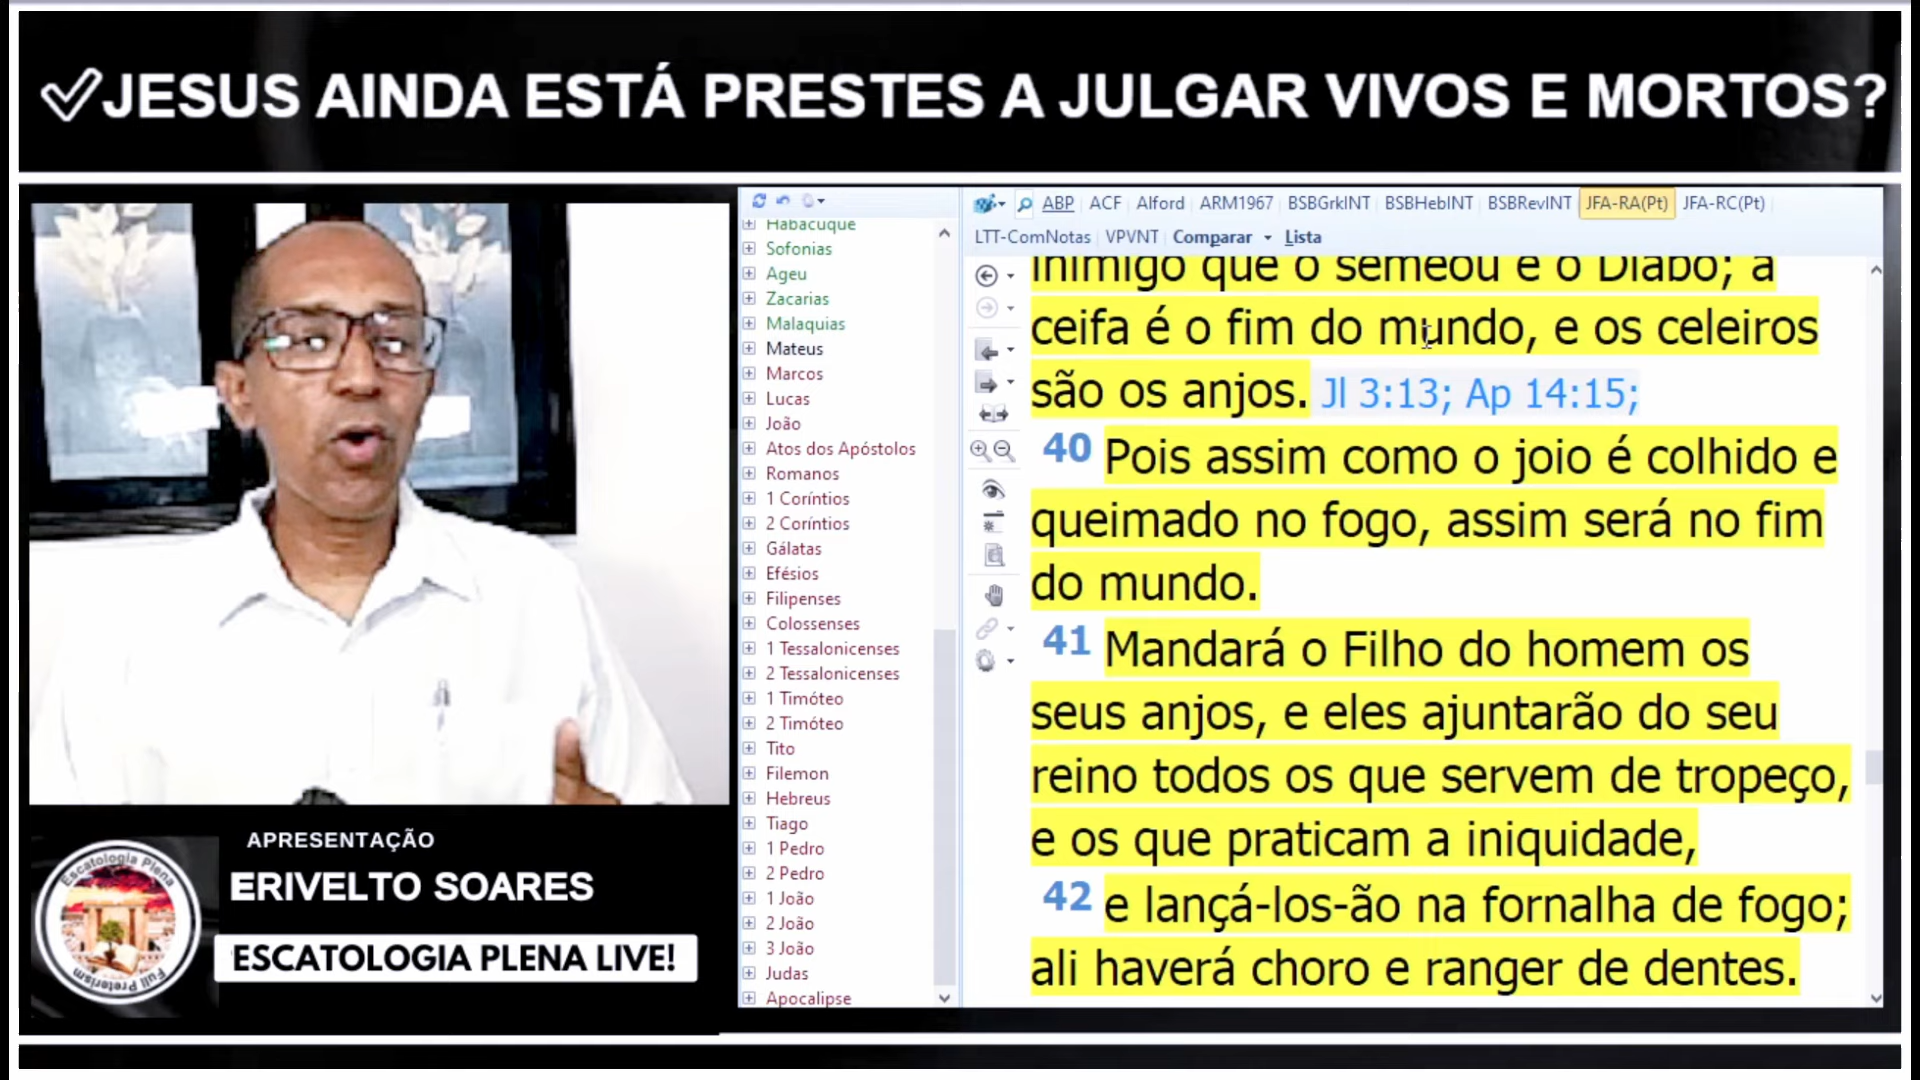 JESUS AINDA ESTÁ PRESTES A JULGAR VIVOS E MORTOS?
Habacuque
Sofonias
Ageu
Zacarias
Malaquias
Mateus
Marcos
Lucas
João
Atos dos Apóstolos
Romanos
1 Coríntios
2 Coríntios
Gálatas
Efésios
Filipenses
Colossenses
1 Tessalonicenses
2 Tessalonicenses
1 Timóteo
2 Timóteo
Tito
Filemon
Hebreus
Tiago
1 Pedro
2 Pedro
1 João
2 João
3 João
Judas
Apocalipse
ABP ACF Alford ARM1967 BSBGrkINT BSBHebINT BSBRevINT JFA-RA(Pt) JFA-RC(Pt)
LTT-ComNotas VPVNT Comparar Lista
inimigo que o semeou é o Diabo; a
ceifa é o fim do mundo, e os celeiros
são os anjos. Jl 3:13; Ap 14:15;
40 Pois assim como o joio é colhido e
queimado no fogo, assim será no fim
do mundo.
41 Mandará o Filho do homem os
seus anjos, e eles ajuntarão do seu
reino todos os que servem de tropeço,
e os que praticam a iniquidade,
42 e lançá-los-ão na fornalha de fogo;
ali haverá choro e ranger de dentes.
APRESENTAÇÃO
ERIVELTO SOARES
ESCATOLOGIA PLENA LIVE!
Escatologia Plena
Full Preterism